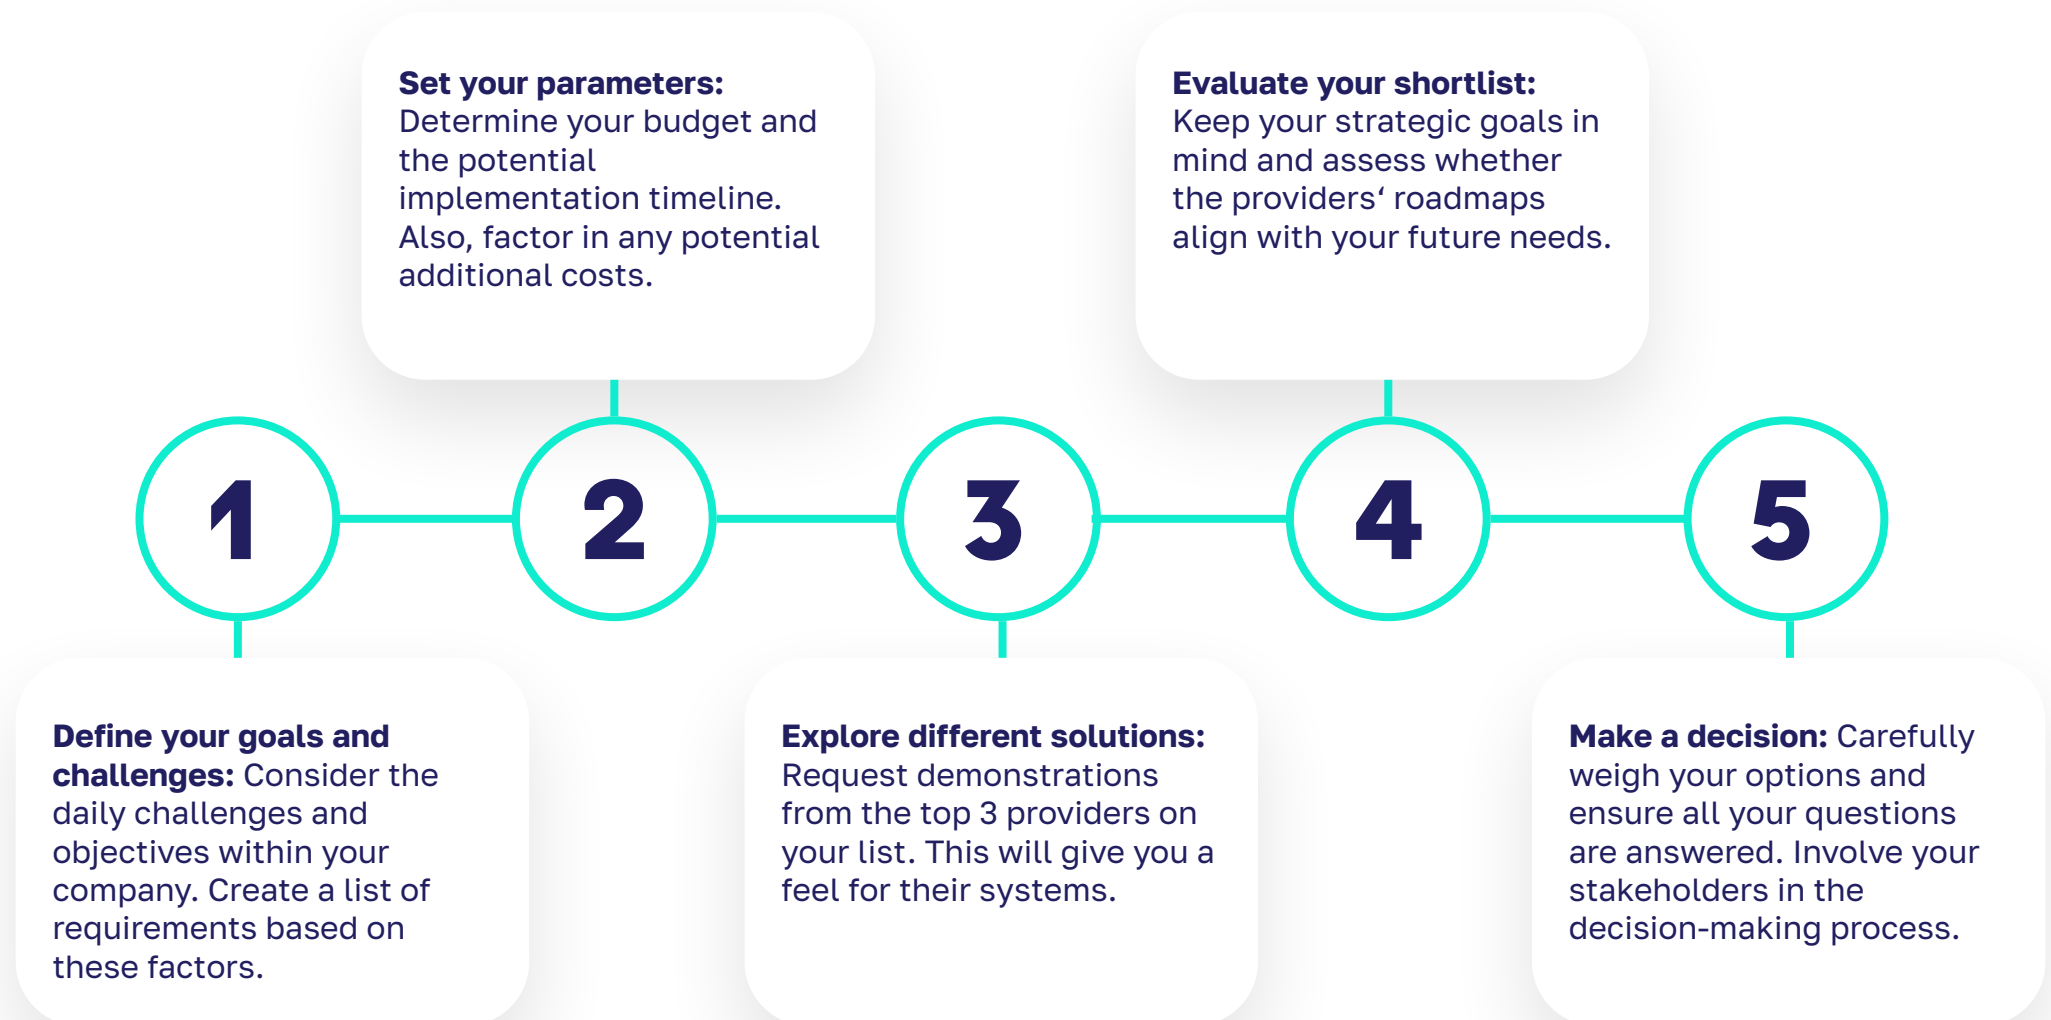 Set your parameters:
Determine your budget and
the potential
implementation timeline.
Also, factor in any potential
additional costs.
Evaluate your shortlist:
Keep your strategic goals in
mind and assess whether
the providers‘ roadmaps
align with your future needs.
1
2
3
4
5
Define your goals and
challenges: Consider the
daily challenges and
objectives within your
company. Create a list of
requirements based on
these factors.
Explore different solutions:
Request demonstrations
from the top 3 providers on
your list. This will give you a
feel for their systems.
Make a decision: Carefully
weigh your options and
ensure all your questions
are answered. Involve your
stakeholders in the
decision-making process.